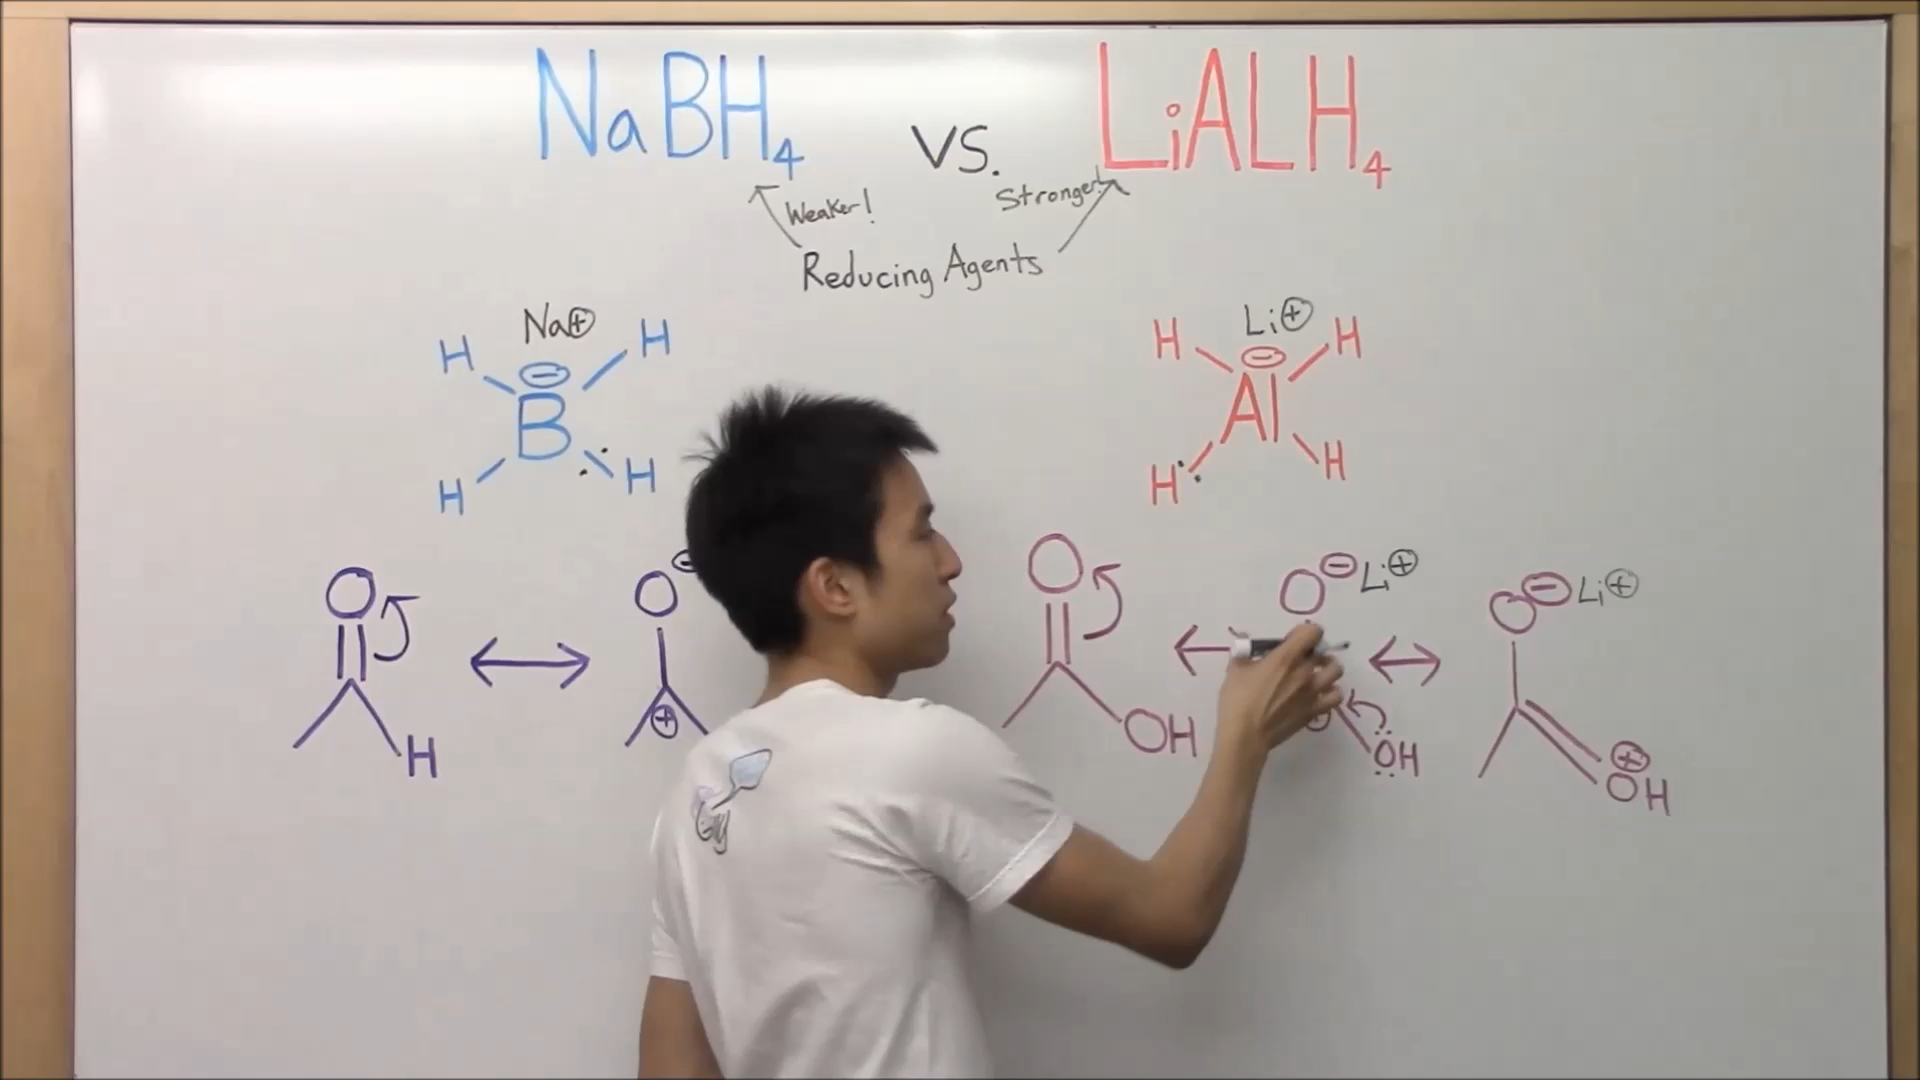 NaBH4 VS. LiALH4
Weaker! Stronger!
Reducing Agents
Na⊕ Li⊕
H ⊖ H H ⊖ H
B Al
H : H H : H
O O ⊖ O O ⊖ Li⊕ O ⊖ Li⊕
H ⊕ OH ⊕ OH ⊕ OH